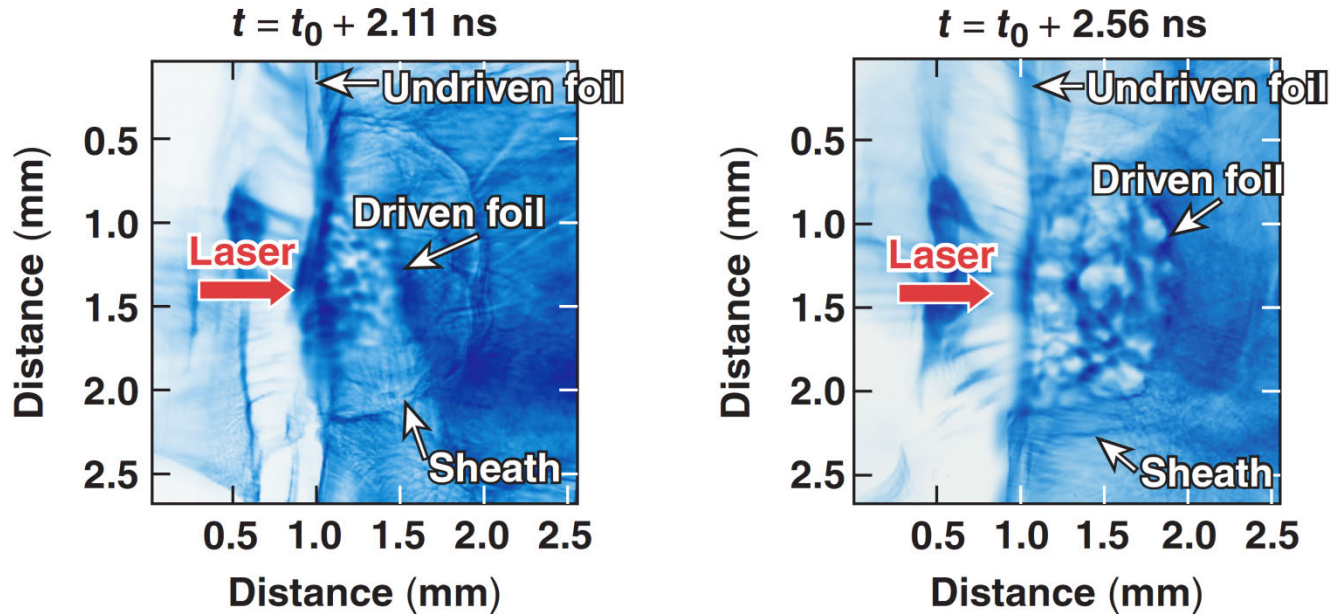 t = t0 + 2.11 ns
Undriven foil
0.5
Distance (mm)
1.0
Driven foil
Laser
1.5
2.0
Sheath
2.5
0.5 1.0 1.5 2.0 2.5
Distance (mm)
t = t0 + 2.56 ns
Undriven foil
0.5
Distance (mm)
Driven foil
1.0
Laser
1.5
2.0
Sheath
2.5
0.5 1.0 1.5 2.0 2.5
Distance (mm)